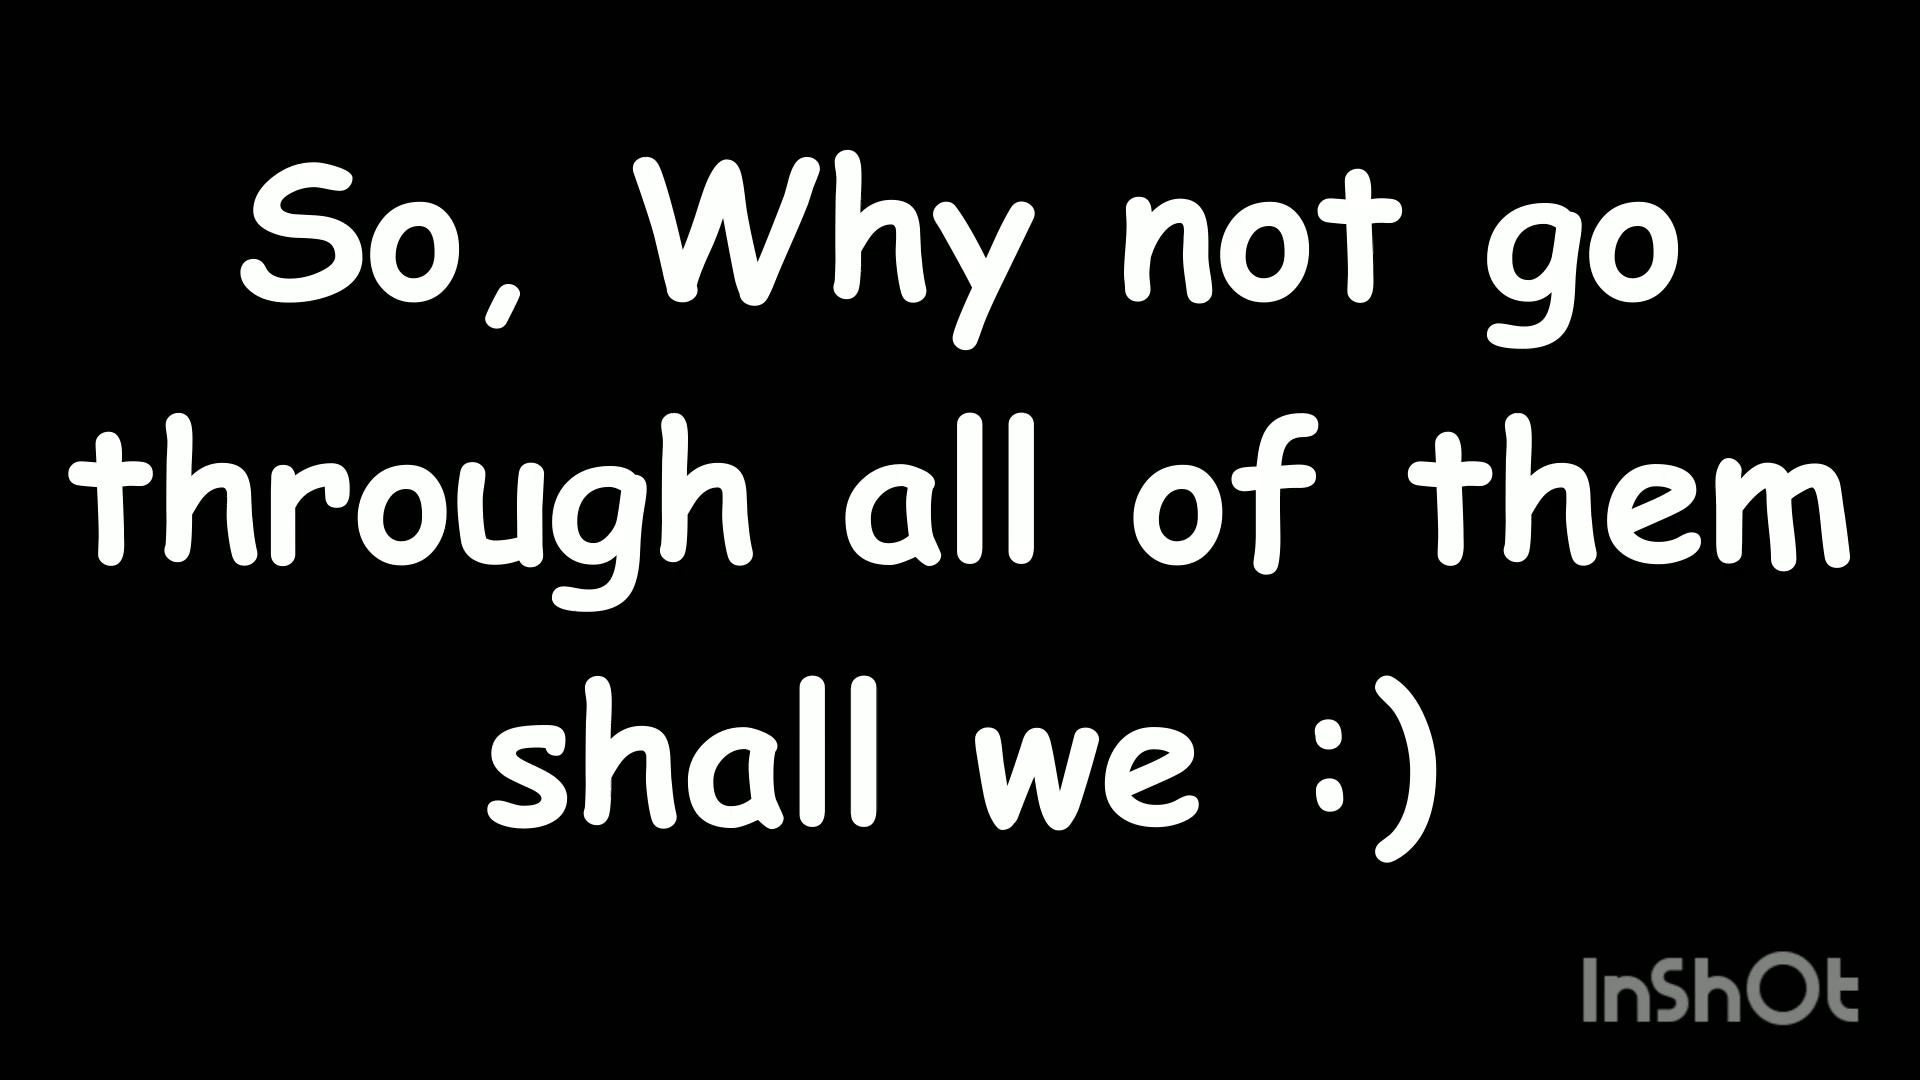 So, Why not go
through all of them
shall we :)
InShOt